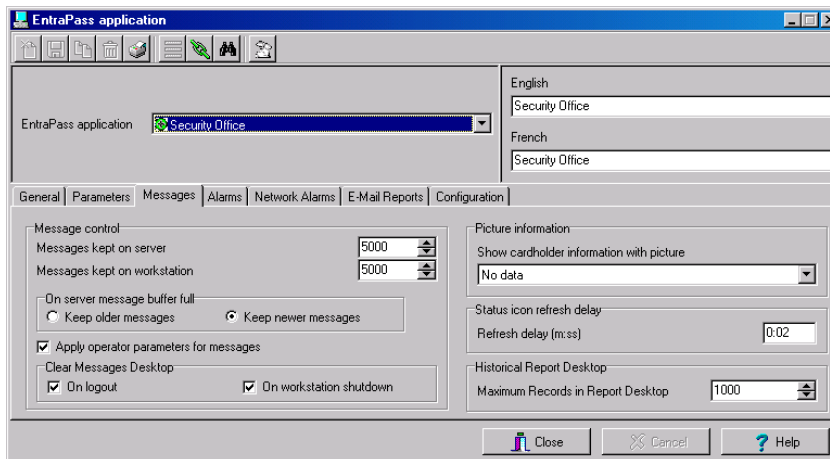 EntraPass application
English
Security Office
EntraPass application Security Office
French
Security Office
General Parameters Messages Alarms Network Alarms E-Mail Reports Configuration
Message control
Messages kept on server 5000
Messages kept on workstation 5000
On server message buffer full
Keep older messages Keep newer messages
Apply operator parameters for messages
Clear Messages Desktop
On logout On workstation shutdown
Picture information
Show cardholder information with picture
No data
Status icon refresh delay
Refresh delay (m:ss) 0:02
Historical Report Desktop
Maximum Records in Report Desktop 1000
Close Cancel Help